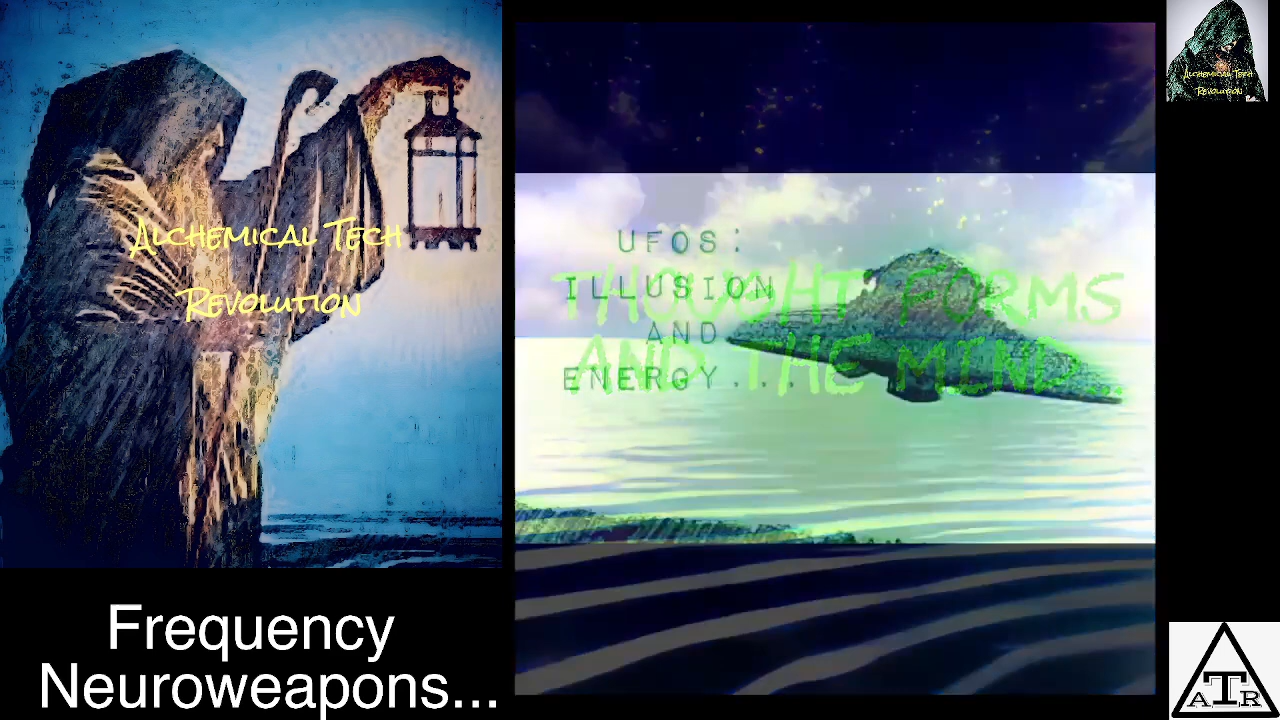 Alchemical Tech
Revolution
Frequency
Neuroweapons...
UFOS:
ILLUSION
AND
ENERGY...
THOUGHT FORMS
AND THE MIND...
Alchemical Tech
Revolution
ATR